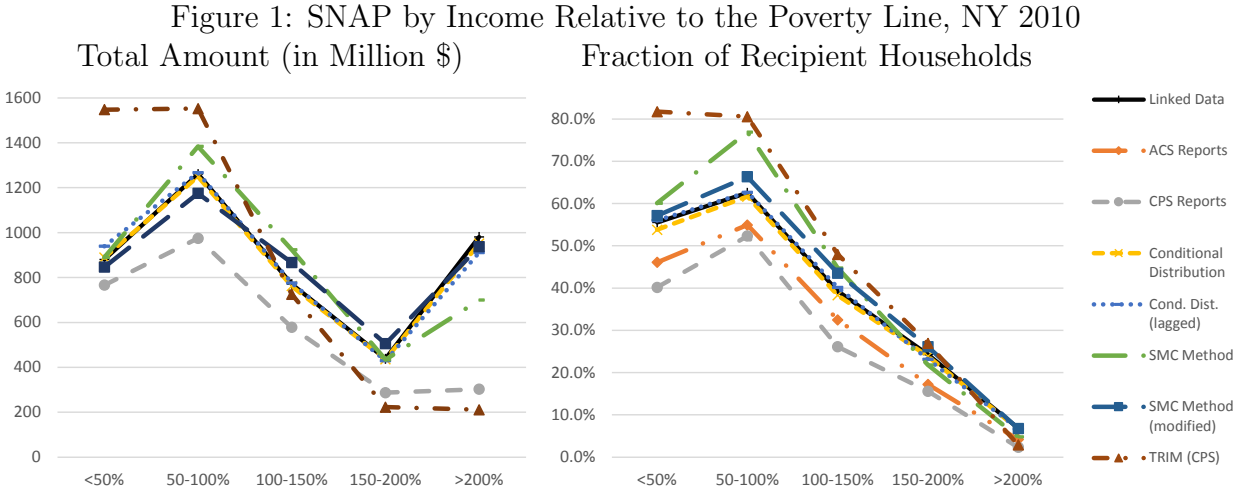 Figure 1: SNAP by Income Relative to the Poverty Line, NY 2010
Total Amount (in Million $)
Fraction of Recipient Households
1600
1400
1200
1000
800
600
400
200
0
<50%
50-100%
100-150%
150-200%
>200%
80.0%
70.0%
60.0%
50.0%
40.0%
30.0%
20.0%
10.0%
0.0%
<50%
50-100%
100-150%
150-200%
>200%
Linked Data
ACS Reports
CPS Reports
Conditional
Distribution
Cond. Dist.
(lagged)
SMC Method
SMC Method
(modified)
TRIM (CPS)